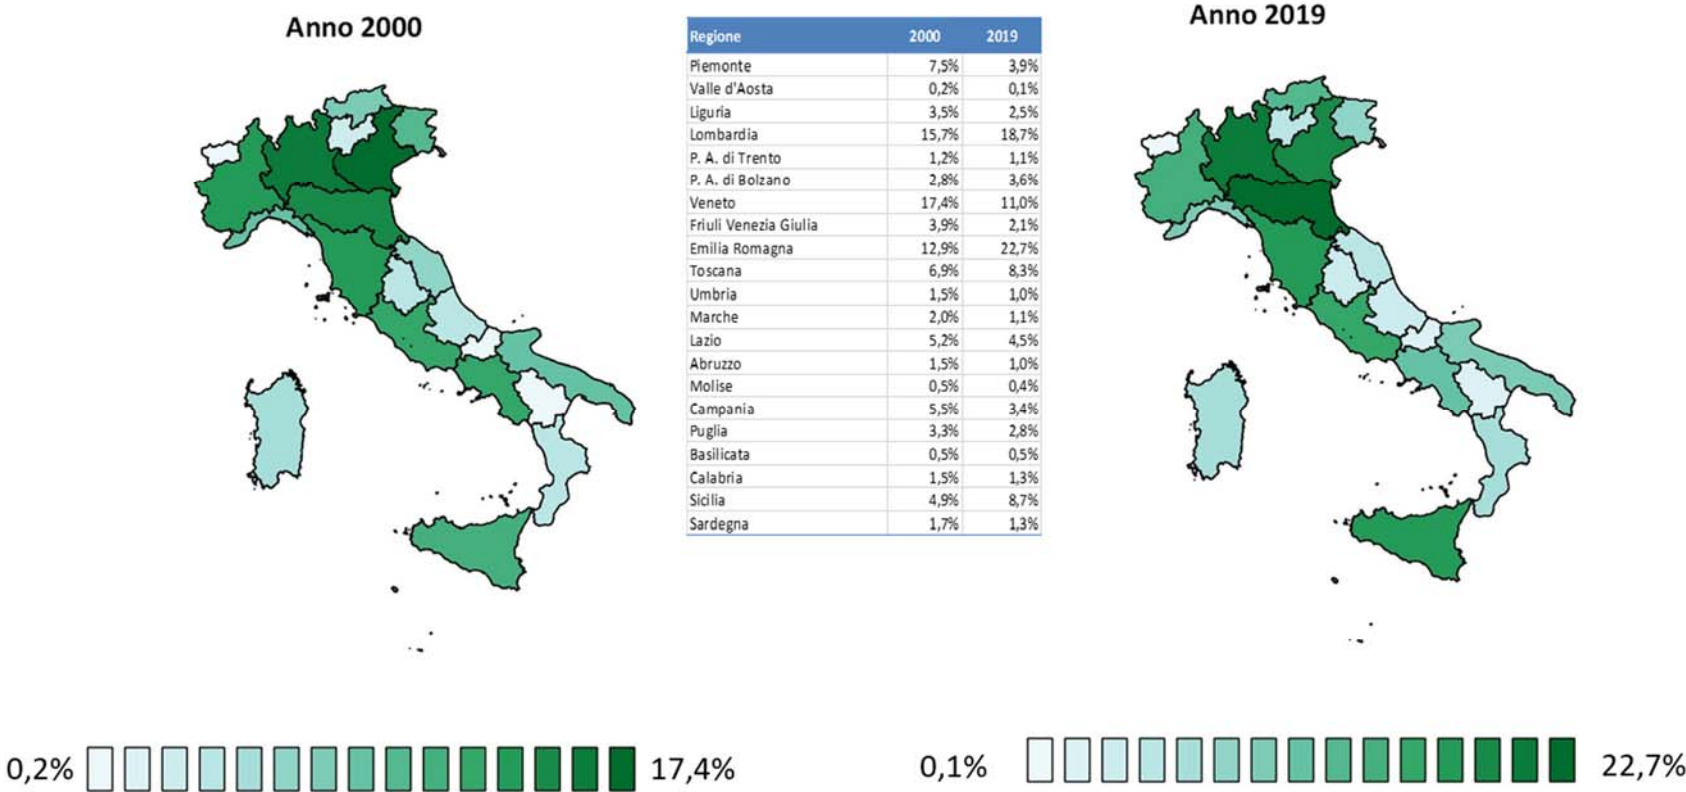 Anno 2000
Regione 2000 2019
Piemonte 7,5% 3,9%
Valle d'Aosta 0,2% 0,1%
Liguria 3,5% 2,5%
Lombardia 15,7% 18,7%
P. A. di Trento 1,2% 1,1%
P. A. di Bolzano 2,8% 3,6%
Veneto 17,4% 11,0%
Friuli Venezia Giulia 3,9% 2,1%
Emilia Romagna 12,9% 22,7%
Toscana 6,9% 8,3%
Umbria 1,5% 1,0%
Marche 2,0% 1,1%
Lazio 5,2% 4,5%
Abruzzo 1,5% 1,0%
Molise 0,5% 0,4%
Campania 5,5% 3,4%
Puglia 3,3% 2,8%
Basilicata 0,5% 0,5%
Calabria 1,5% 1,3%
Sicilia 4,9% 8,7%
Sardegna 1,7% 1,3%
Anno 2019
0,2% 17,4%
0,1% 22,7%